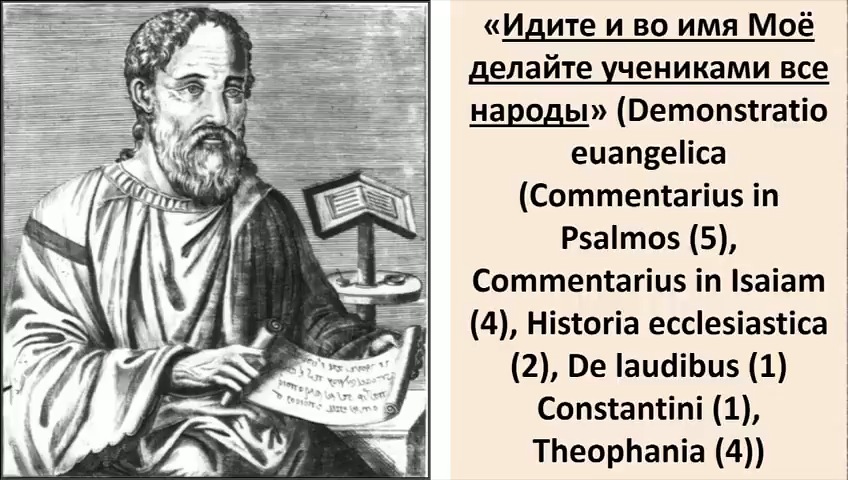 «Идите и во имя Моё
делайте учениками все
народы» (Demonstratio
euangelica
(Commentarius in
Psalmos (5),
Commentarius in Isaiam
(4), Historia ecclesiastica
(2), De laudibus (1)
Constantini (1),
Theophania (4))